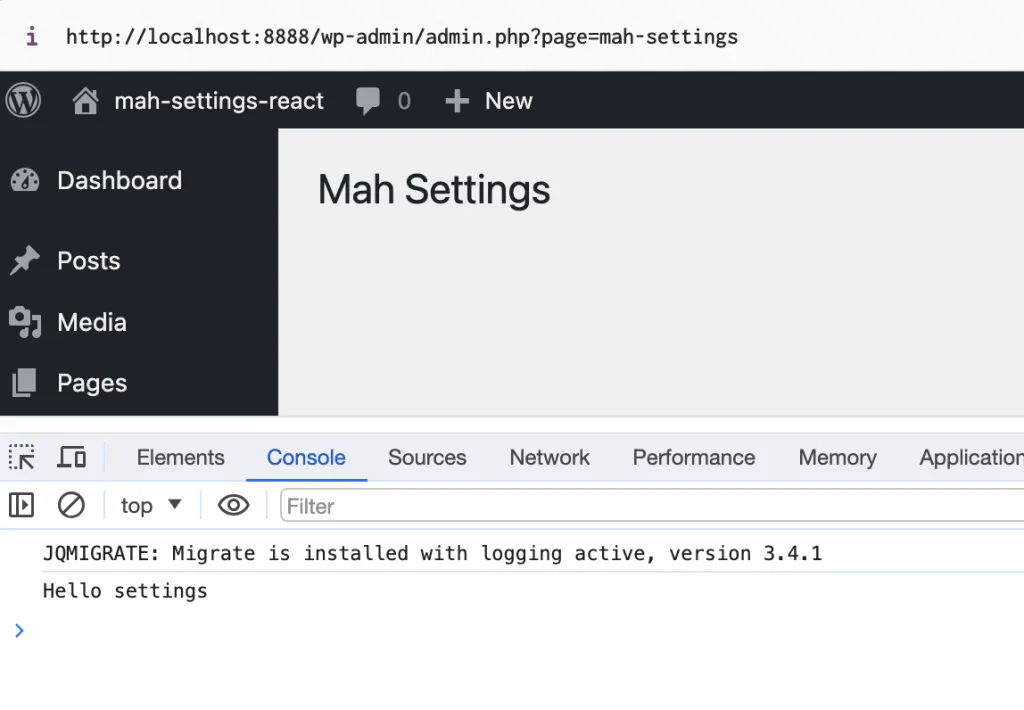 i http://localhost:8888/wp-admin/admin.php?page=mah-settings
mah-settings-react 0 New
Dashboard
Mah Settings
Posts
Media
Pages
Elements Console Sources Network Performance Memory Application
top Filter
JQMIGRATE: Migrate is installed with logging active, version 3.4.1
Hello settings